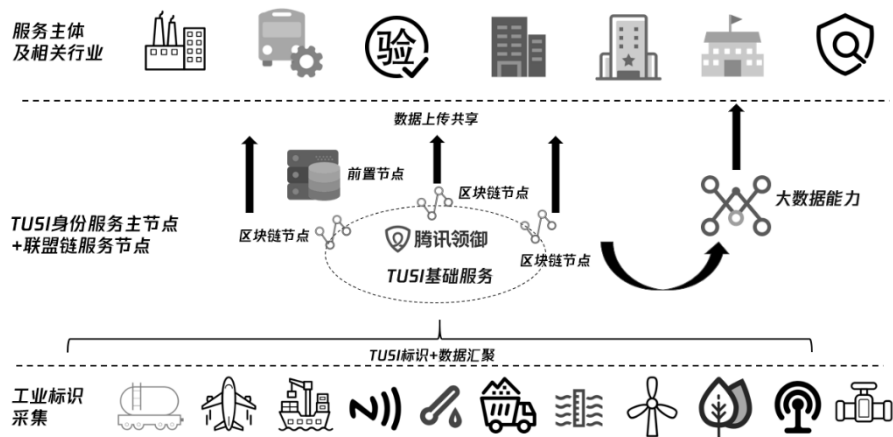 服务主体
及相关行业
验
数据上传共享
前置节点
区块链节点
大数据能力
TUSI身份服务主节点
+联盟链服务节点
区块链节点
腾讯领御
区块链节点
TUSI基础服务
TUSI标识+数据汇聚
工业标识
采集